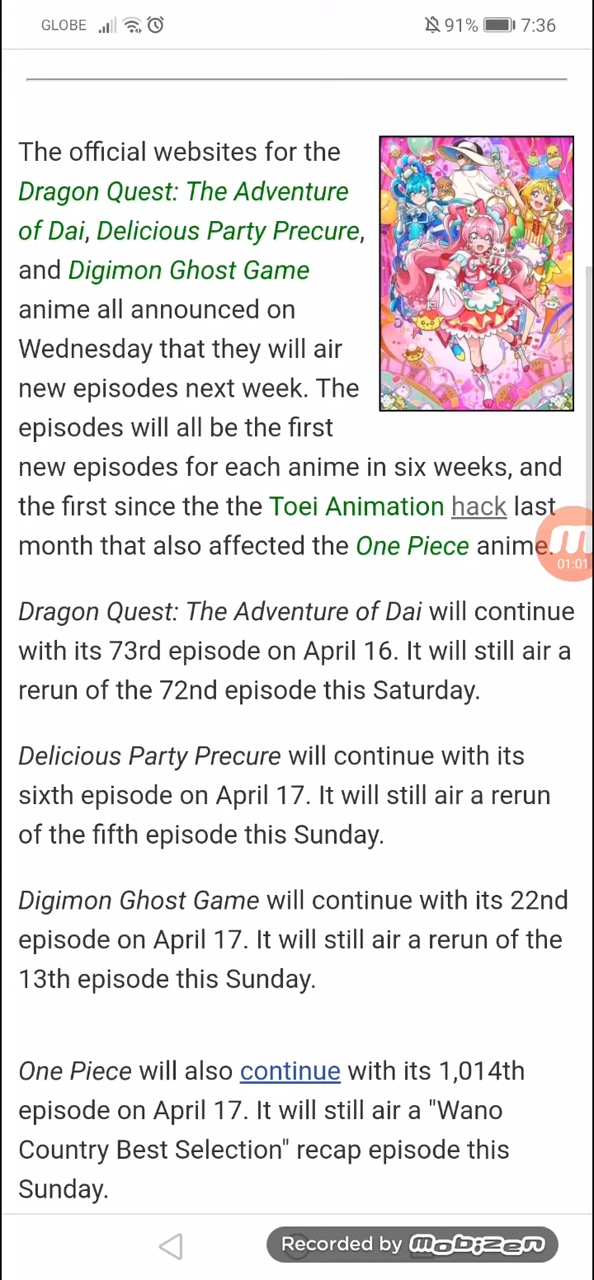 GLOBE 91% 7:36
The official websites for the
Dragon Quest: The Adventure
of Dai, Delicious Party Precure,
and Digimon Ghost Game
anime all announced on
Wednesday that they will air
new episodes next week. The
episodes will all be the first
new episodes for each anime in six weeks, and
the first since the the Toei Animation hack last
month that also affected the One Piece anime.
01:01
Dragon Quest: The Adventure of Dai will continue
with its 73rd episode on April 16. It will still air a
rerun of the 72nd episode this Saturday.
Delicious Party Precure will continue with its
sixth episode on April 17. It will still air a rerun
of the fifth episode this Sunday.
Digimon Ghost Game will continue with its 22nd
episode on April 17. It will still air a rerun of the
13th episode this Sunday.
One Piece will also continue with its 1,014th
episode on April 17. It will still air a "Wano
Country Best Selection" recap episode this
Sunday.
Recorded by mobizen